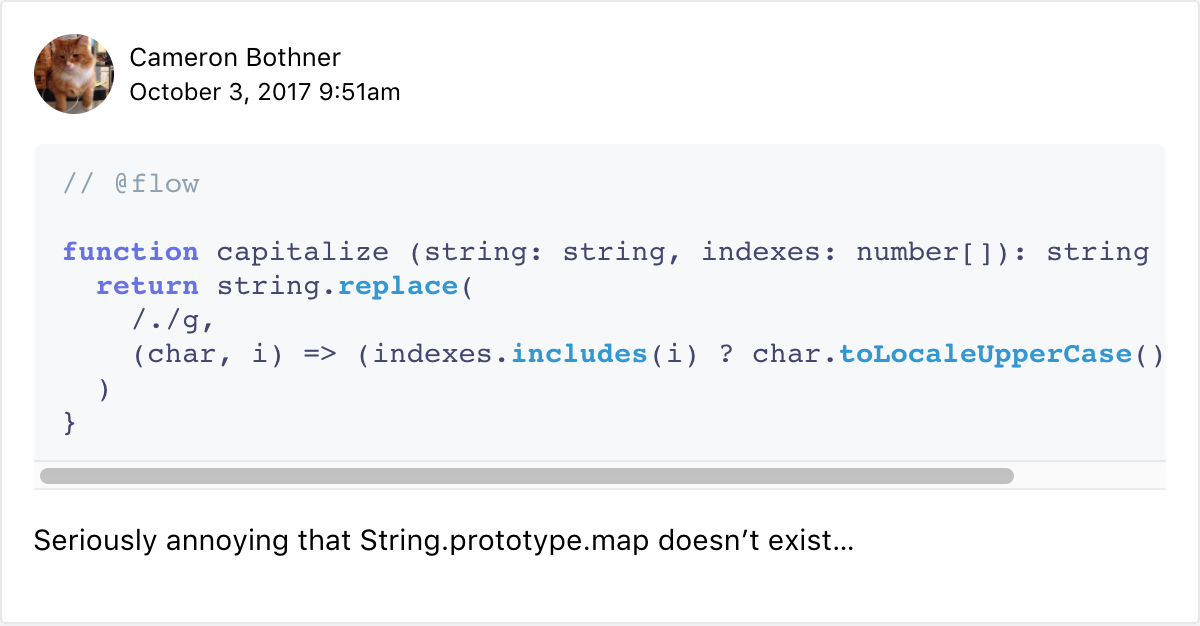 Cameron Bothner
October 3, 2017 9:51am
// @flow
function capitalize (string: string, indexes: number[]): string
return string.replace(
/./g,
(char, i) => (indexes.includes(i) ? char.toLocaleUpperCase()
)
}
Seriously annoying that String.prototype.map doesn’t exist…